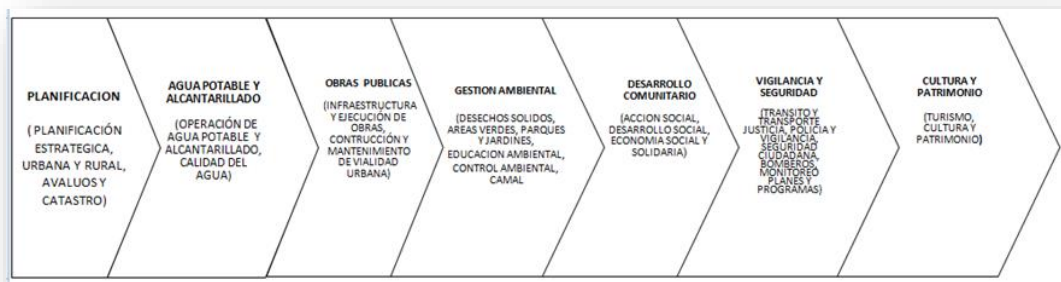 PLANIFICACION
( PLANIFICACIÓN
ESTRATEGICA,
URBANA Y RURAL,
AVALUOS Y
CATASTRO)
AGUA POTABLE Y
ALCANTARILLADO
(OPERACIÓN DE
AGUA POTABLE Y
ALCANTARILLADO,
CALIDAD DEL
AGUA)
OBRAS PUBLICAS
(INFRAESTRUCTURA
Y EJECUCIÓN DE
OBRAS,
CONTRUCCIÓN Y
MANTENIMIENTO
DE VIALIDAD
URBANA)
GESTION AMBIENTAL
(DESECHOS SOLIDOS,
AREAS VERDES, PARQUES
Y JARDINES,
EDUCACION AMBIENTAL,
CONTROL AMBIENTAL,
CAMAL
DESARROLLO
COMUNITARIO
(ACCION SOCIAL,
DESARROLLO SOCIAL,
ECONOMIA SOCIAL Y
SOLIDARIA)
VIGILANCIA Y
SEGURIDAD
(TRANSITO Y
TRANSPORTE
JUSTICIA, POLICIA Y
VIGILANCIA,
SEGURIDAD
CIUDADANA,
BOMBEROS,
MONITOREO
PLANES Y
PROGRAMAS)
CULTURA Y
PATRIMONIO
(TURISMO,
CULTURA Y
PATRIMONIO)